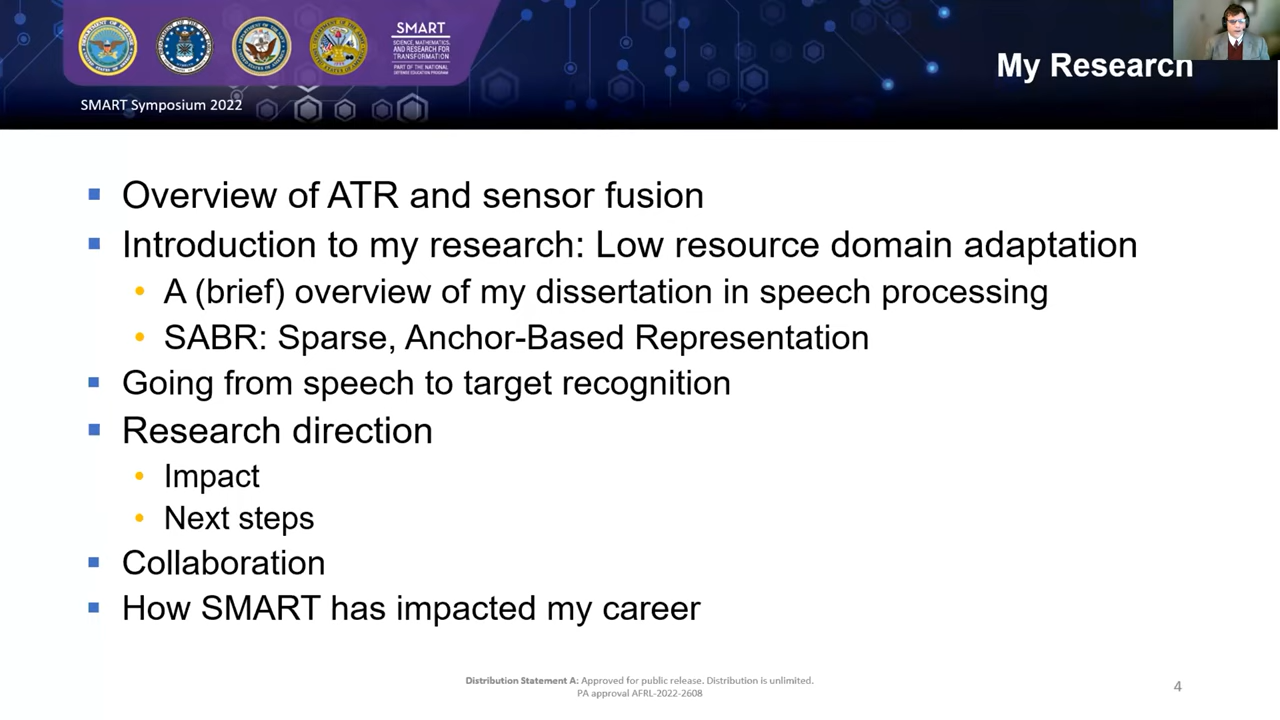 SMART
SCIENCE, MATHEMATICS,
AND RESEARCH FOR
TRANSFORMATION
PART OF THE NATIONAL
DEFENSE EDUCATION PROGRAM
My Research
SMART Symposium 2022
Overview of ATR and sensor fusion
Introduction to my research: Low resource domain adaptation
A (brief) overview of my dissertation in speech processing
SABR: Sparse, Anchor-Based Representation
Going from speech to target recognition
Research direction
Impact
Next steps
Collaboration
How SMART has impacted my career
Distribution Statement A: Approved for public release. Distribution is unlimited.
PA approval AFRL-2022-2608
4